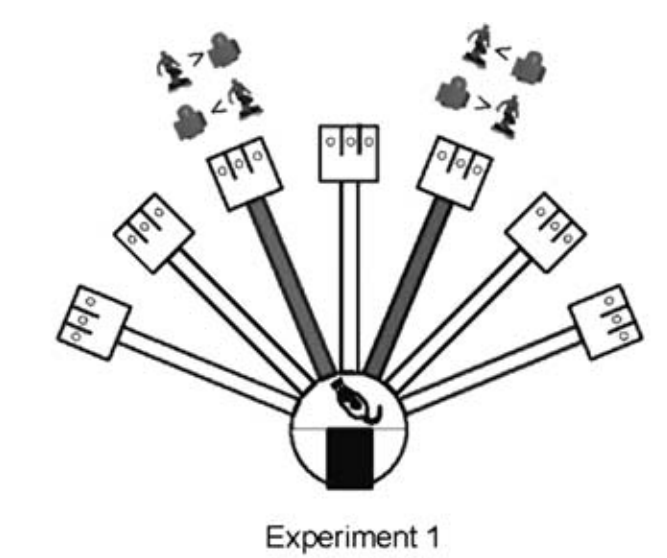 > <
< >
Experiment 1